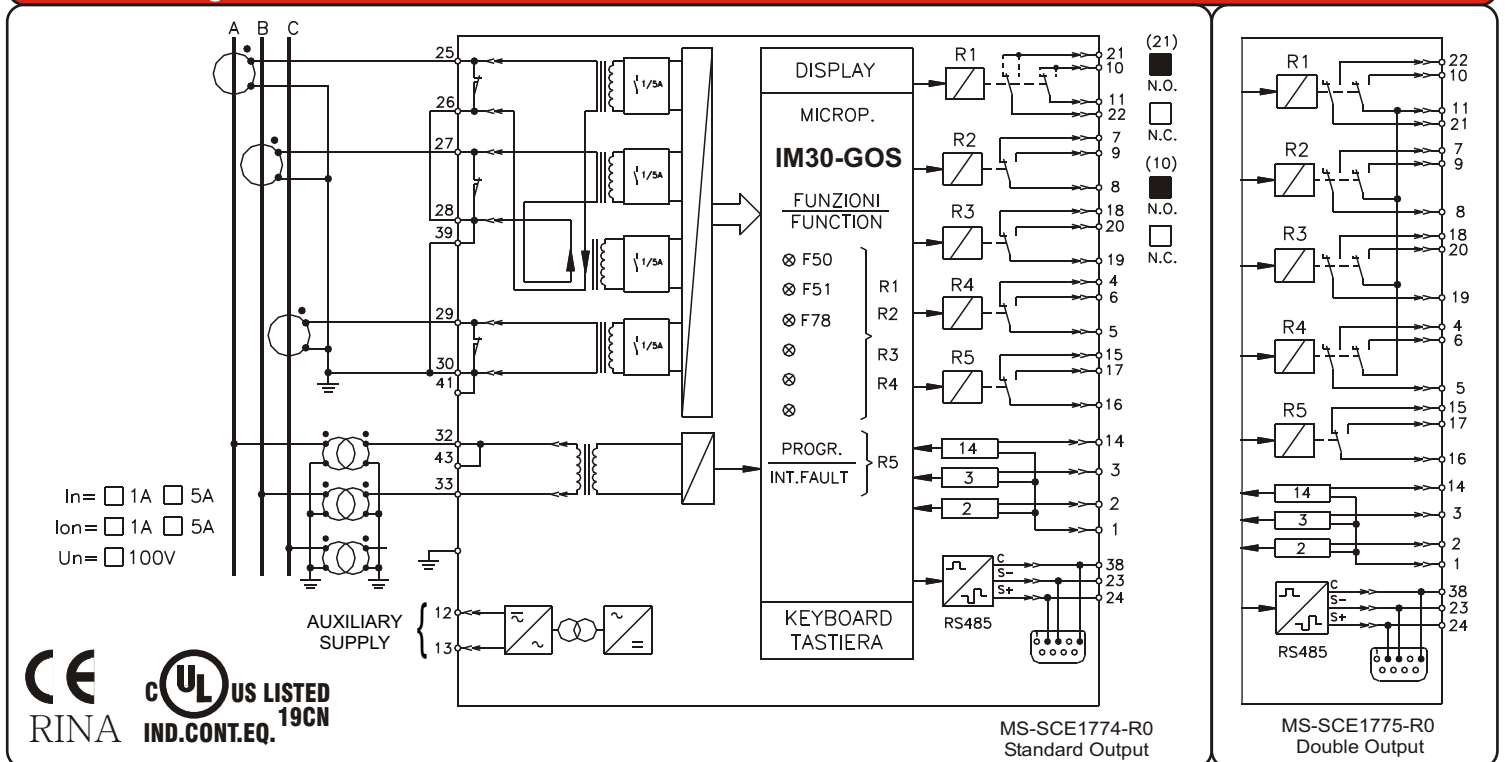 A B C
25
26
27
28
39
29
30
41
32
43
33
12
13
In= 1A 5A
Ion= 1A 5A
Un= 100V
AUXILIARY
SUPPLY
1/5A
1/5A
1/5A
1/5A
DISPLAY
MICROP.
IM30-GOS
FUNZIONI
FUNCTION
F50
F51
F78
R1
R2
R3
R4
PROGR.
INT.FAULT
R5
KEYBOARD
TASTIERA
R1
21
10
11
22
R2
7
9
8
R3
18
20
19
R4
4
6
5
R5
15
17
16
14
14
3
3
2
2
1
C
38
S-
23
S+
24
RS485
(21)
N.O.
N.C.
(10)
N.O.
N.C.
CE
RINA
C UL US LISTED
19CN
IND.CONT.EQ.
MS-SCE1774-R0
Standard Output
R1
22
10
11
21
R2
7
9
8
R3
18
20
19
R4
4
6
5
R5
15
17
16
14
14
3
3
2
2
1
C
38
S-
23
S+
24
RS485
MS-SCE1775-R0
Double Output